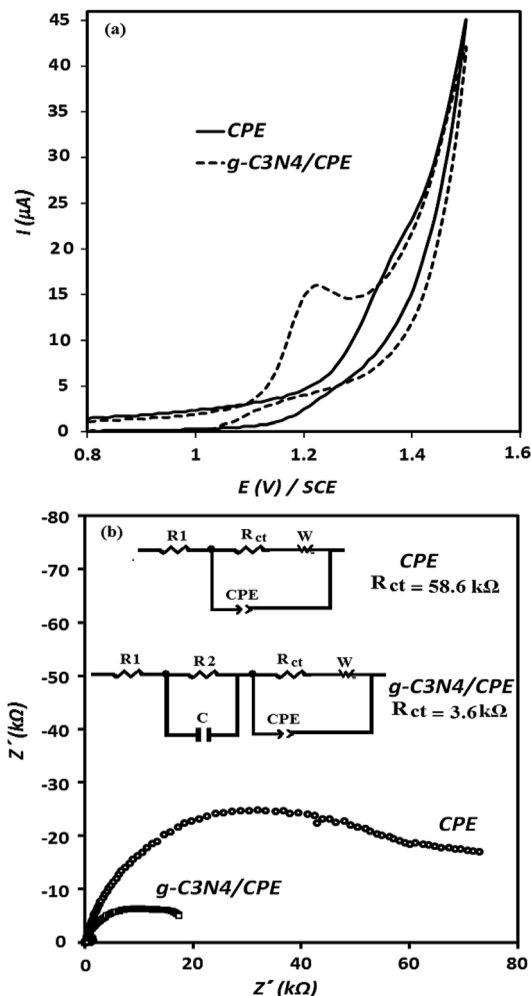 (a)
45
40
35
30
25
20
15
10
5
0
I (μA)
CPE
g-C3N4/CPE
0.8
1
1.2
1.4
1.6
E (V) / SCE
(b)
-80
-70
-60
-50
-40
-30
-20
-10
0
Z´ (kΩ)
R1
Rct
W
CPE
CPE
Rct = 58.6 kΩ
R1
R2
Rct
W
C
CPE
g-C3N4/CPE
Rct = 3.6kΩ
CPE
g-C3N4/CPE
0
20
40
60
80
Z˝ (kΩ)